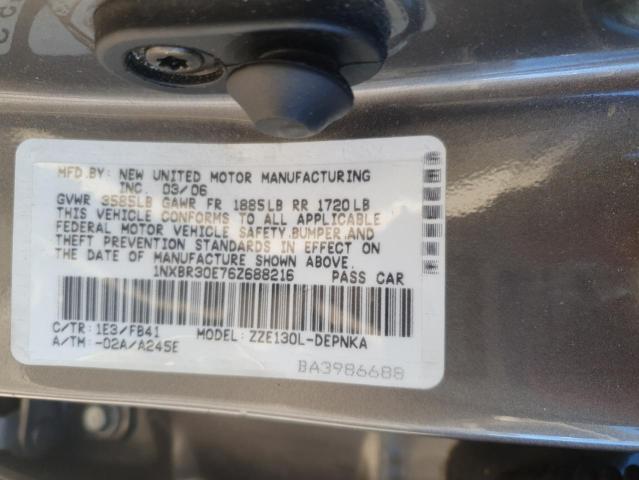 MFD.BY: NEW UNITED MOTOR MANUFACTURING
INC. 03/06
GVWR 3585LB GAWR FR 1885LB RR 1720LB
THIS VEHICLE CONFORMS TO ALL APPLICABLE
FEDERAL MOTOR VEHICLE SAFETY,BUMPER,AND
THEFT PREVENTION STANDARDS IN EFFECT ON
THE DATE OF MANUFACTURE SHOWN ABOVE.
1NXBR30E76Z688216 PASS CAR
C/TR: 1E3/FB41 MODEL: ZZE130L-DEPNKA
A/TM: -02A/A245E
BA3986688